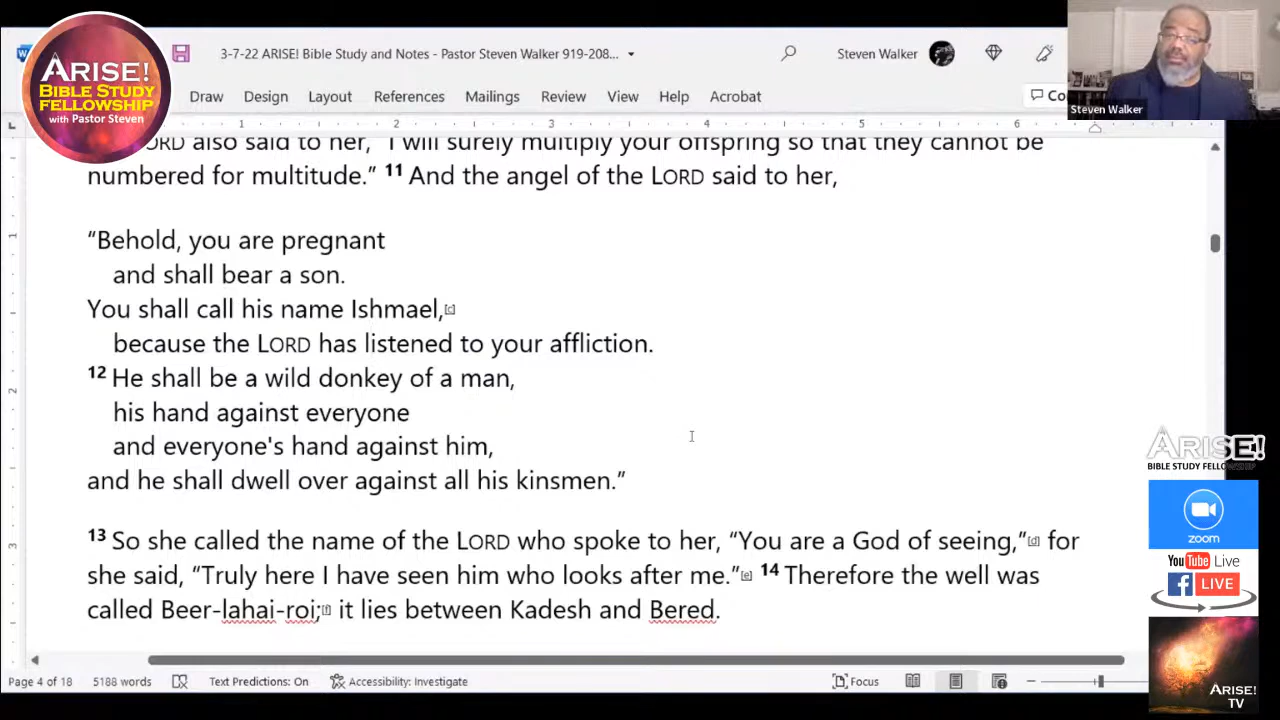 3-7-22 ARISE! Bible Study and Notes - Pastor Steven Walker 919-208...
Steven Walker
ARISE!
BIBLE STUDY
FELLOWSHIP
with Pastor Steven
Draw Design Layout References Mailings Review View Help Acrobat
Co
Steven Walker
1 2 3 4 5 6
ORD also said to her, “I will surely multiply your offspring so that they cannot be
numbered for multitude.” 11 And the angel of the LORD said to her,
“Behold, you are pregnant
and shall bear a son.
You shall call his name Ishmael,[c]
because the LORD has listened to your affliction.
12 He shall be a wild donkey of a man,
his hand against everyone
and everyone's hand against him,
and he shall dwell over against all his kinsmen.”
13 So she called the name of the LORD who spoke to her, “You are a God of seeing,”[d] for
she said, “Truly here I have seen him who looks after me.”[e] 14 Therefore the well was
called Beer-lahai-roi;[f] it lies between Kadesh and Bered.
ARISE!
BIBLE STUDY FELLOWSHIP
zoom
YouTube Live
f LIVE
ARISE!
TV
Page 4 of 18 5188 words Text Predictions: On Accessibility: Investigate Focus